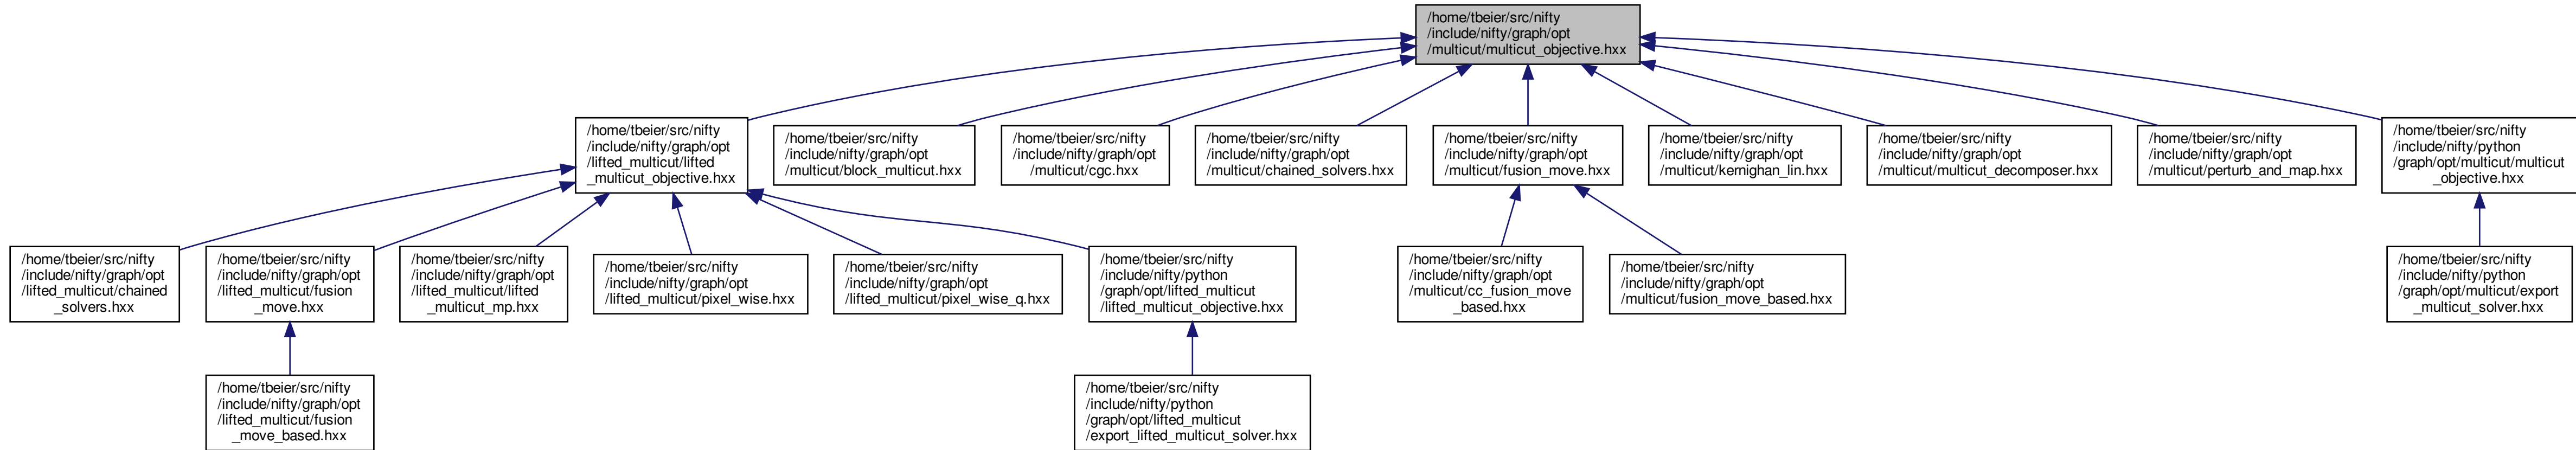 /home/tbeier/src/nifty
/include/nifty/graph/opt
/multicut/multicut_objective.hxx
/home/tbeier/src/nifty
/include/nifty/graph/opt
/lifted_multicut/lifted
_multicut_objective.hxx
/home/tbeier/src/nifty
/include/nifty/graph/opt
/multicut/block_multicut.hxx
/home/tbeier/src/nifty
/include/nifty/graph/opt
/multicut/cgc.hxx
/home/tbeier/src/nifty
/include/nifty/graph/opt
/multicut/chained_solvers.hxx
/home/tbeier/src/nifty
/include/nifty/graph/opt
/multicut/fusion_move.hxx
/home/tbeier/src/nifty
/include/nifty/graph/opt
/multicut/kernighan_lin.hxx
/home/tbeier/src/nifty
/include/nifty/graph/opt
/multicut/multicut_decomposer.hxx
/home/tbeier/src/nifty
/include/nifty/graph/opt
/multicut/perturb_and_map.hxx
/home/tbeier/src/nifty
/include/nifty/python
/graph/opt/multicut/multicut
_objective.hxx
/home/tbeier/src/nifty
/include/nifty/graph/opt
/lifted_multicut/chained
_solvers.hxx
/home/tbeier/src/nifty
/include/nifty/graph/opt
/lifted_multicut/fusion
_move.hxx
/home/tbeier/src/nifty
/include/nifty/graph/opt
/lifted_multicut/lifted
_multicut_mp.hxx
/home/tbeier/src/nifty
/include/nifty/graph/opt
/lifted_multicut/pixel_wise.hxx
/home/tbeier/src/nifty
/include/nifty/graph/opt
/lifted_multicut/pixel_wise_q.hxx
/home/tbeier/src/nifty
/include/nifty/python
/graph/opt/lifted_multicut
/lifted_multicut_objective.hxx
/home/tbeier/src/nifty
/include/nifty/graph/opt
/multicut/cc_fusion_move
_based.hxx
/home/tbeier/src/nifty
/include/nifty/graph/opt
/multicut/fusion_move_based.hxx
/home/tbeier/src/nifty
/include/nifty/python
/graph/opt/multicut/export
_multicut_solver.hxx
/home/tbeier/src/nifty
/include/nifty/graph/opt
/lifted_multicut/fusion
_move_based.hxx
/home/tbeier/src/nifty
/include/nifty/python
/graph/opt/lifted_multicut
/export_lifted_multicut_solver.hxx